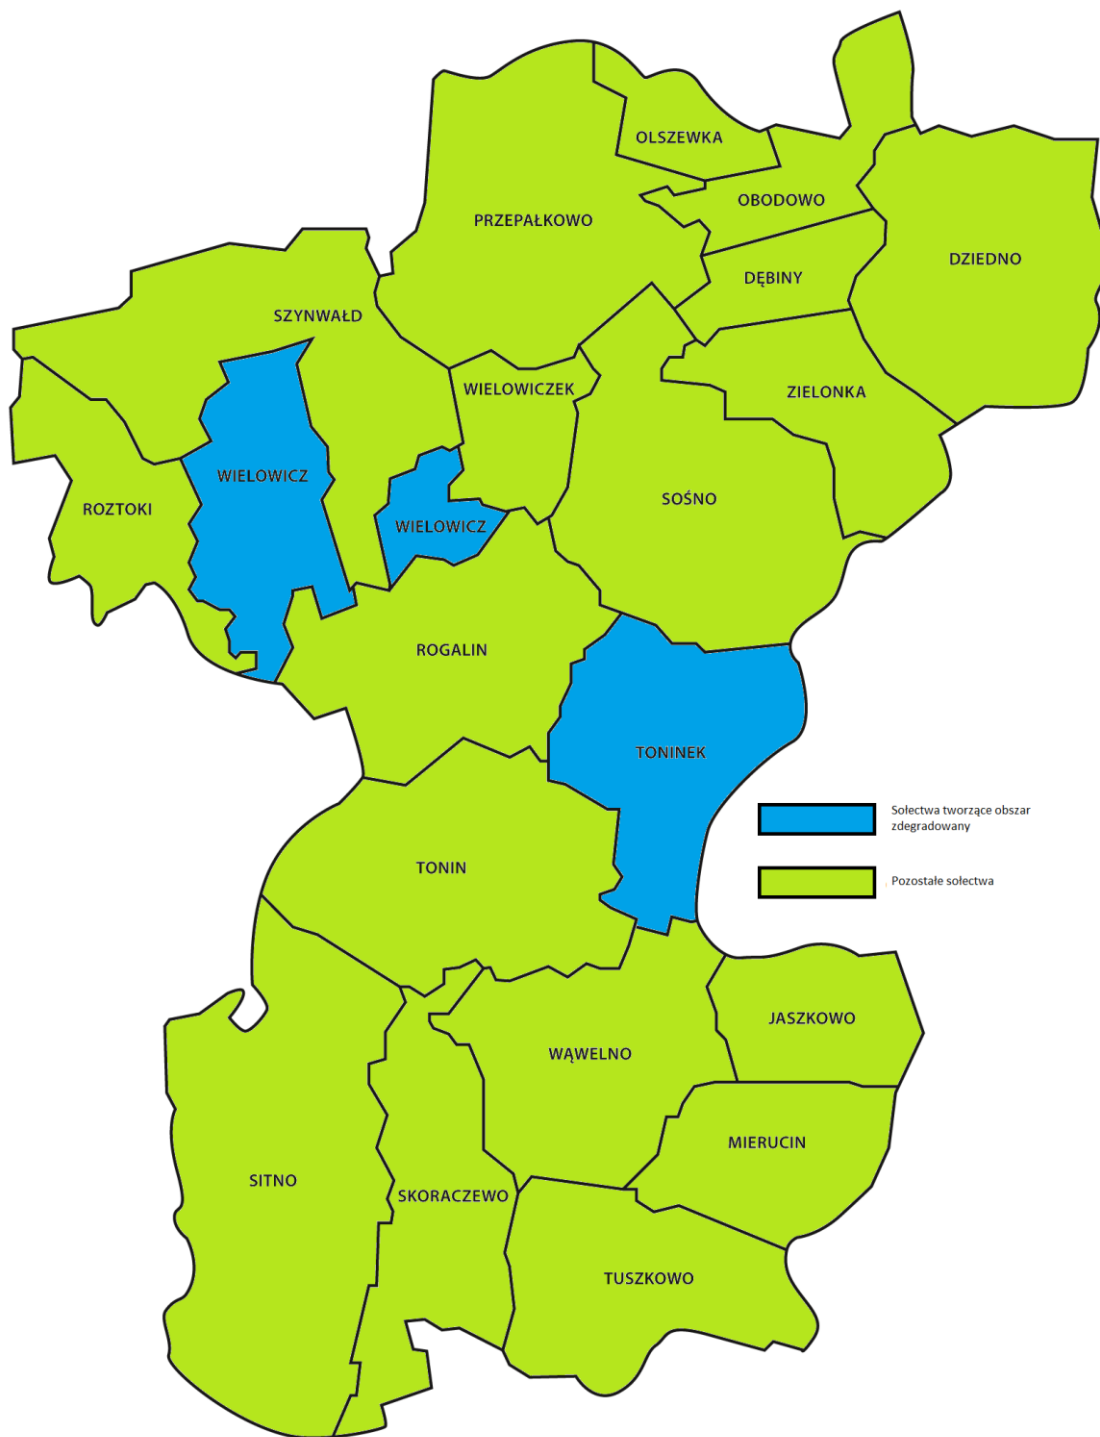 OLSZEWKA
OBODOWO
PRZEPAŁKOWO
DZIEDNO
DĘBINY
SZYNWAŁD
WIELOWICZEK
ZIELONKA
WIELOWICZ
SOŚNO
ROZTOKI
WIELOWICZ
ROGALIN
TONINEK
Sołectwa tworzące obszar
zdegradowany
TONIN
Pozostałe sołectwa
JASZKOWO
WĄWELNO
MIERUCIN
SITNO
SKORACZEWO
TUSZKOWO